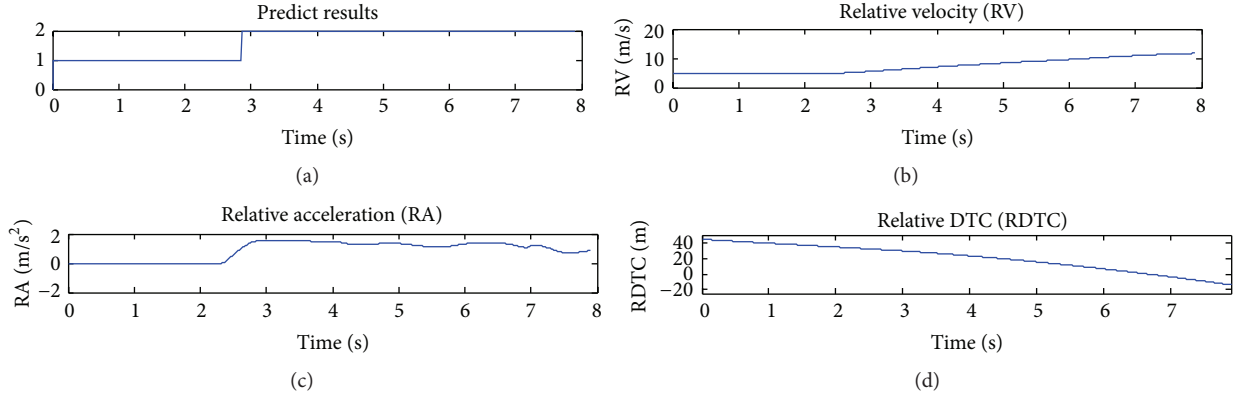 Predict results
2
1
0
0 1 2 3 4 5 6 7 8
Time (s)
(a)
Relative velocity (RV)
RV (m/s)
20
10
0
0 1 2 3 4 5 6 7 8
Time (s)
(b)
Relative acceleration (RA)
RA (m/s²)
2
0
−2
0 1 2 3 4 5 6 7 8
Time (s)
(c)
Relative DTC (RDTC)
RDTC (m)
40
20
0
−20
0 1 2 3 4 5 6 7
Time (s)
(d)